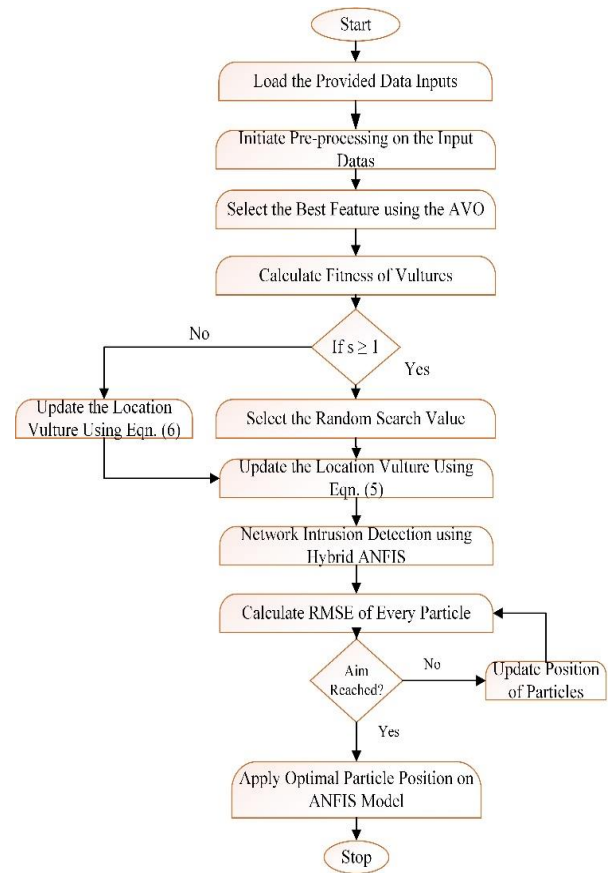 Start
Load the Provided Data Inputs
Initiate Pre-processing on the Input
Datas
Select the Best Feature using the AVO
Calculate Fitness of Vultures
No
If s ≥ 1
Yes
Update the Location
Vulture Using Eqn. (6)
Select the Random Search Value
Update the Location Vulture Using
Eqn. (5)
Network Intrusion Detection using
Hybrid ANFIS
Calculate RMSE of Every Particle
Aim
Reached?
No
Update Position
of Particles
Yes
Apply Optimal Particle Position on
ANFIS Model
Stop